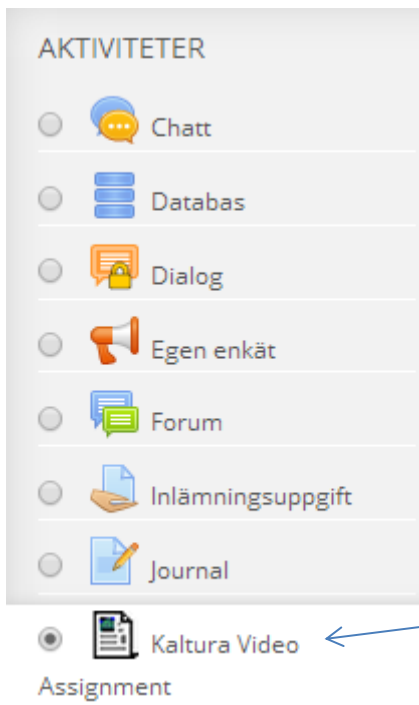 AKTIVITETER
Chatt
Databas
Dialog
Egen enkät
Forum
Inlämningsuppgift
Journal
Kaltura Video
Assignment